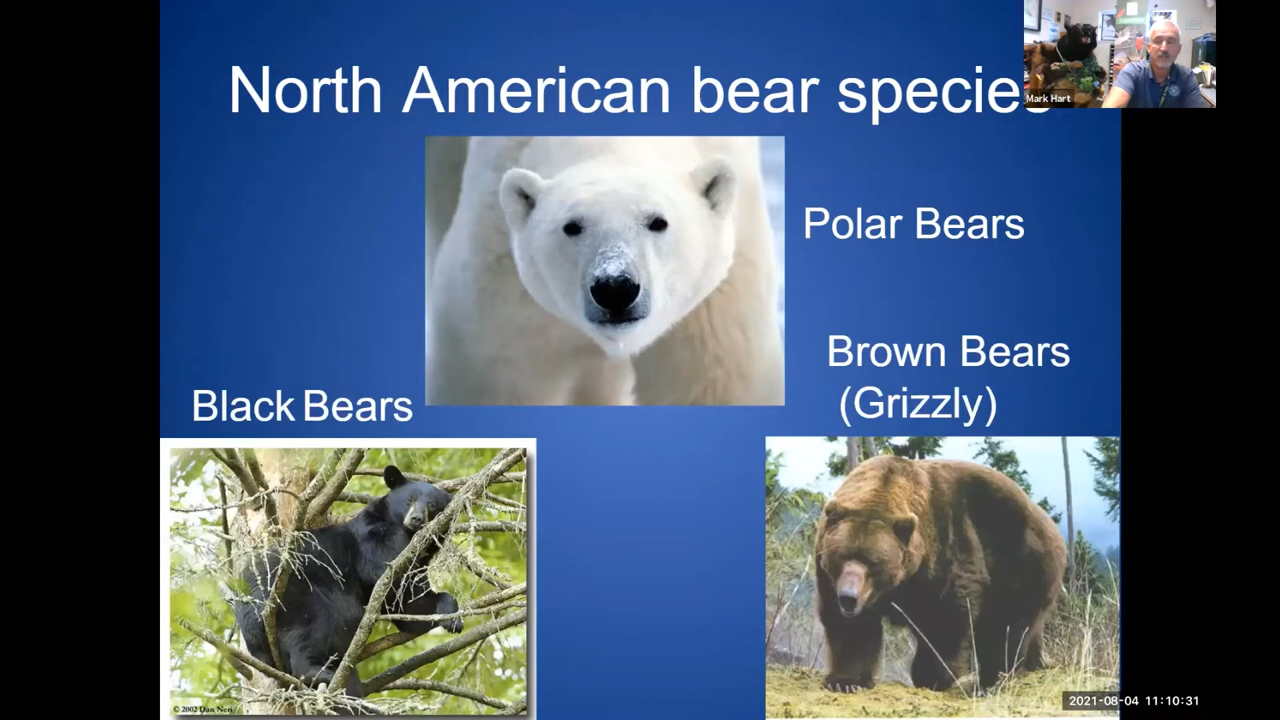 North American bear species
Mark Hart
Polar Bears
Brown Bears
(Grizzly)
Black Bears
© 2002 Dan Neri
2021-08-04 11:10:31